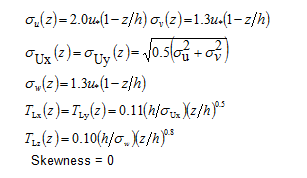 σu(z)=2.0u*(1-z/h) σv(z)=1.3u*(1-z/h)
σUx(z)=σUy(z)=√0.5(σu²+σv²)
σw(z)=1.3u*(1-z/h)
TLx(z)=TLy(z)=0.11(h/σUx)(z/h)^0.5
TLz(z)=0.10(h/σw)(z/h)^0.8
Skewness = 0